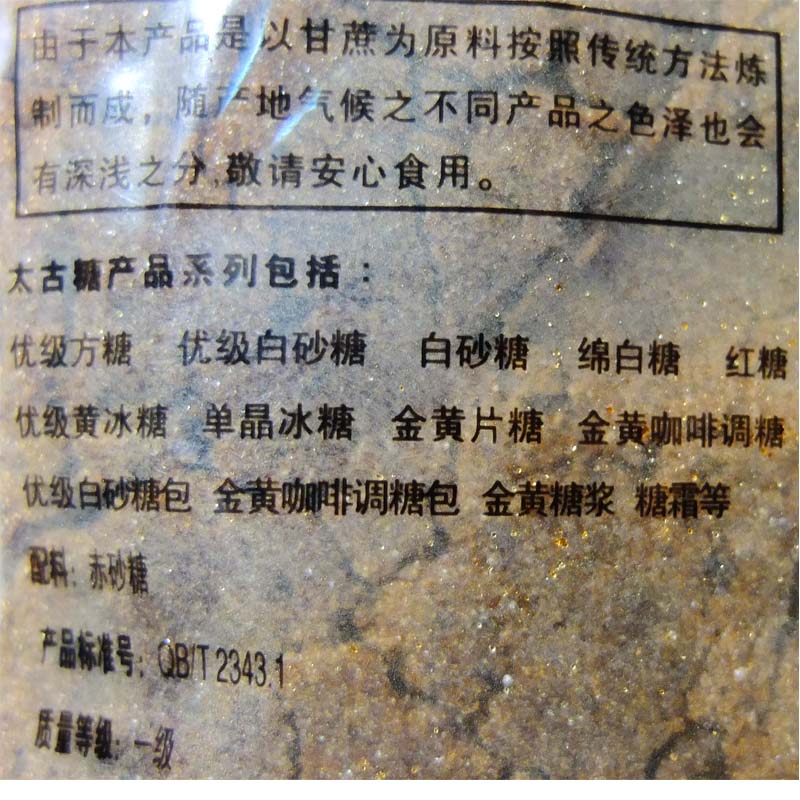 由于本产品是以甘蔗为原料按照传统方法炼
制而成，随产地气候之不同产品之色泽也会
有深浅之分,敬请安心食用。
太古糖产品系列包括：
优级方糖 优级白砂糖 白砂糖 绵白糖 红糖
优级黄冰糖 单晶冰糖 金黄片糖 金黄咖啡调糖
优级白砂糖包 金黄咖啡调糖包 金黄糖浆 糖霜等
配料：赤砂糖
产品标准号：QB/T 2343.1
质量等级：一级